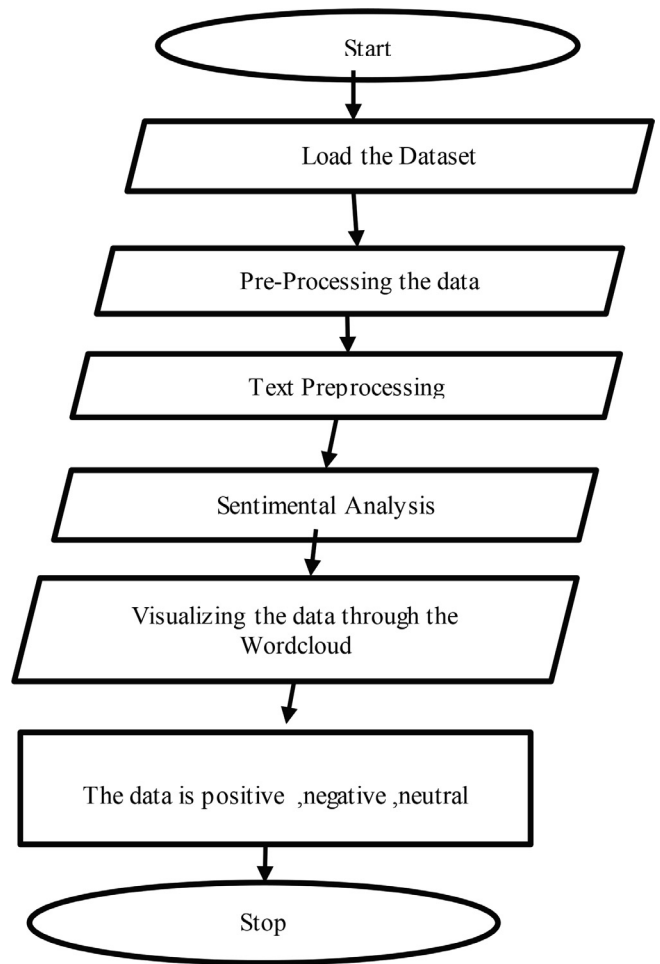 Start
Load the Dataset
Pre-Processing the data
Text Preprocessing
Sentimental Analysis
Visualizing the data through the
Wordcloud
The data is positive ,negative ,neutral
Stop